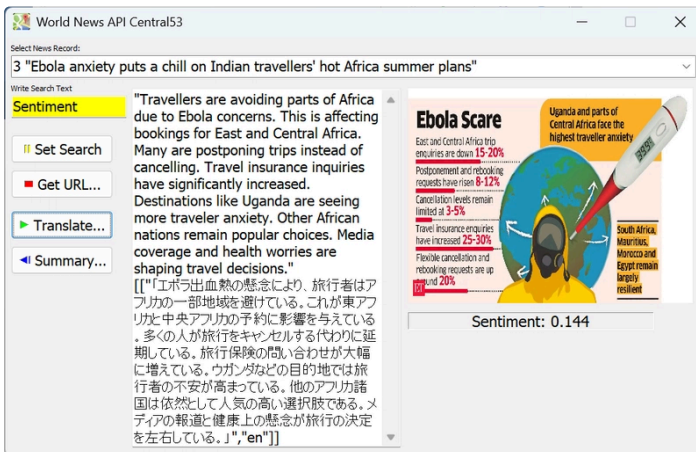 World News API Central53
Select News Record:
3 "Ebola anxiety puts a chill on Indian travellers' hot Africa summer plans"
Write Search Text
Sentiment
Set Search
Get URL...
Translate...
Summary...
"Travellers are avoiding parts of Africa
due to Ebola concerns. This is affecting
bookings for East and Central Africa.
Many are postponing trips instead of
cancelling. Travel insurance inquiries
have significantly increased.
Destinations like Uganda are seeing
more traveler anxiety. Other African
nations remain popular choices. Media
coverage and health worries are
shaping travel decisions."
[["「エボラ出血熱の懸念により、旅行者はア
フリカの一部地域を避けている。これが東アフ
リカと中央アフリカの予約に影響を与えている
。多くの人が旅行をキャンセルする代わりに延
期している。旅行保険の問い合わせが大幅
に増えている。ウガンダなどの目的地では旅
行者の不安が高まっている。他のアフリカ諸
国は依然として人気の高い選択肢である。メ
ディアの報道と健康上の懸念が旅行の決定
を左右している。」","en"]]
Ebola Scare
East and Central Africa trip
enquiries are down 15-20%
Postponement and rebooking
requests have risen 8-12%
Cancellation levels remain
limited at 3-5%
Travel insurance enquiries
have increased 25-30%
Flexible cancellation and
rebooking requests are up
around 20%
ET
Uganda and parts of
Central Africa face the
highest traveller anxiety
South Africa,
Mauritius,
Morocco and
Egypt remain
largely
resilient
Sentiment: 0.144